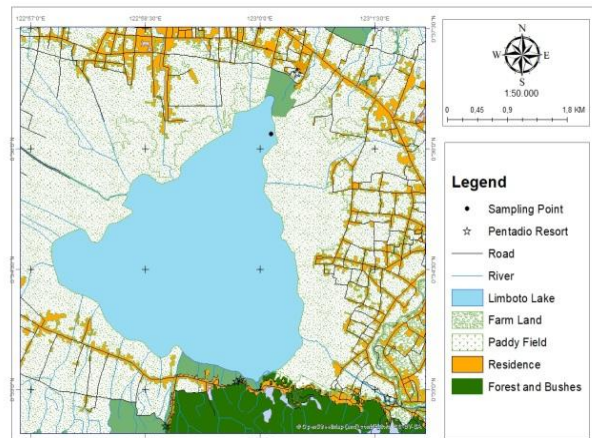 122°57'0"E 122°58'30"E 123°0'0"E 123°1'30"E
N
W E
S
1:50.000
0 0,45 0,9 1,8 KM
Legend
Sampling Point
Pentadio Resort
Road
River
Limboto Lake
Farm Land
Paddy Field
Residence
Forest and Bushes